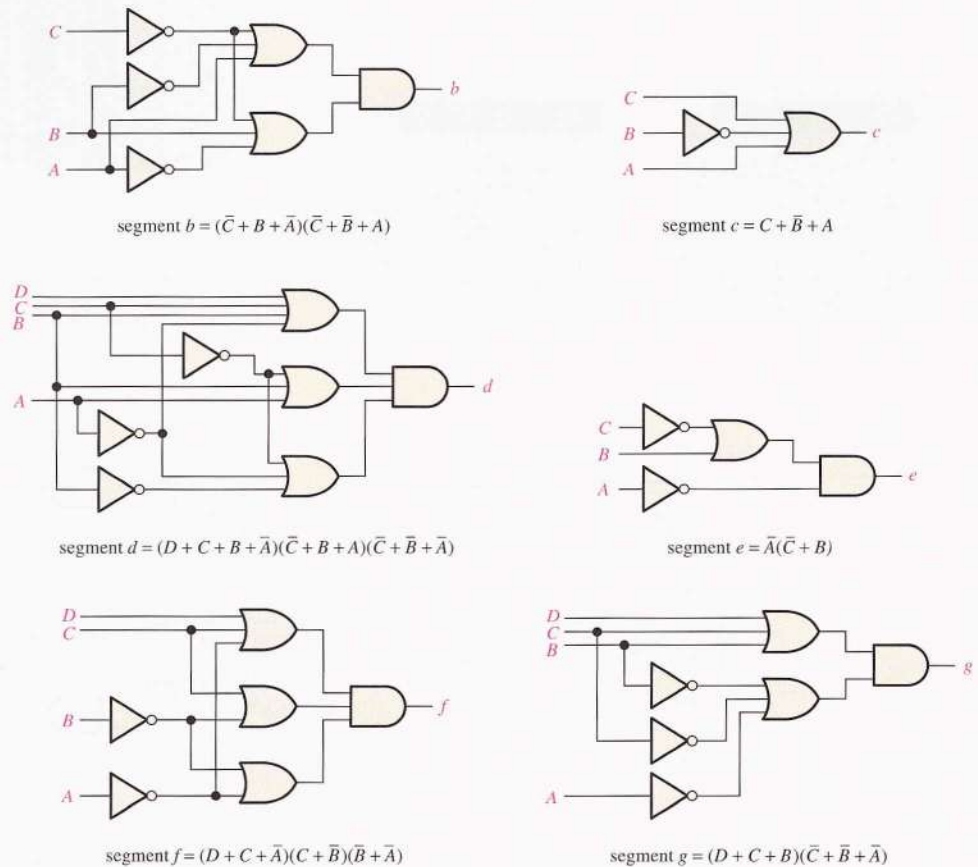 C
B
A
b
segment b = (C̄ + B + Ā)(C̄ + B̄ + A)
C
B
A
c
segment c = C + B̄ + A
D
C
B
A
d
segment d = (D + C + B + Ā)(C̄ + B + A)(C̄ + B̄ + Ā)
C
B
A
e
segment e = Ā(C̄ + B)
D
C
B
A
f
segment f = (D + C + Ā)(C + B̄)(B̄ + Ā)
D
C
B
A
g
segment g = (D + C + B)(C̄ + B̄ + Ā)